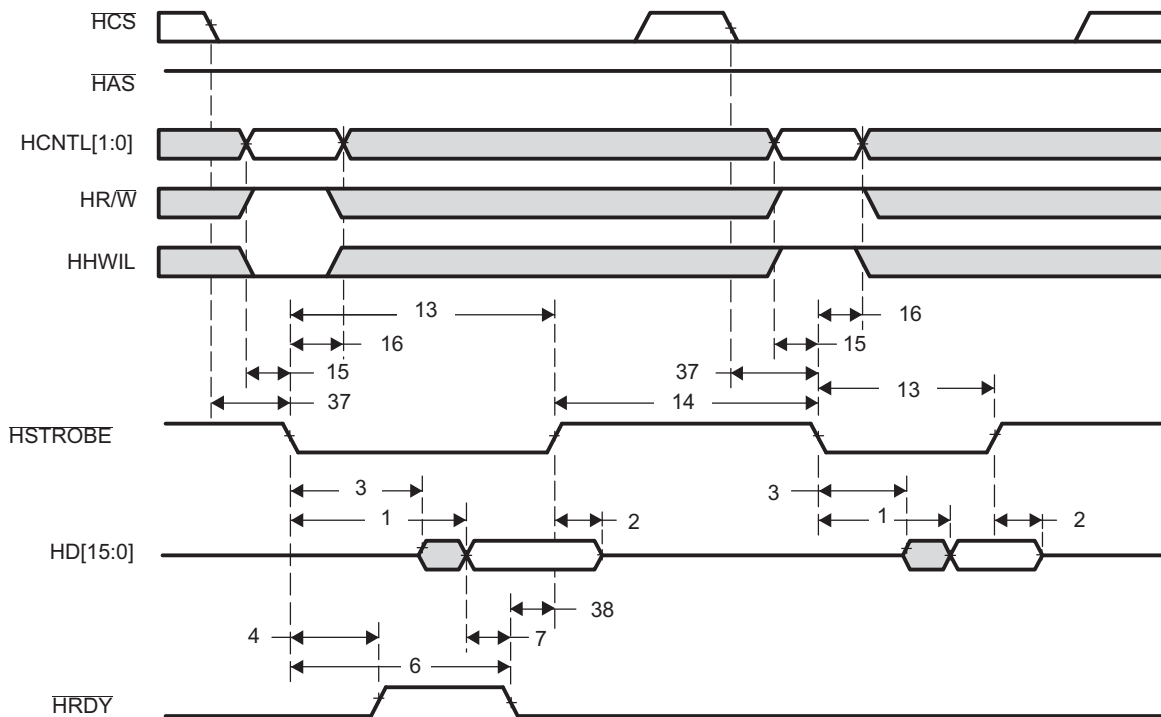 HCS
HAS
HCNTL[1:0]
HR/W
HHWIL
13
16
16
15
15
37
37
13
14
HSTROBE
3
3
1
2
1
2
HD[15:0]
38
4
7
6
HRDY